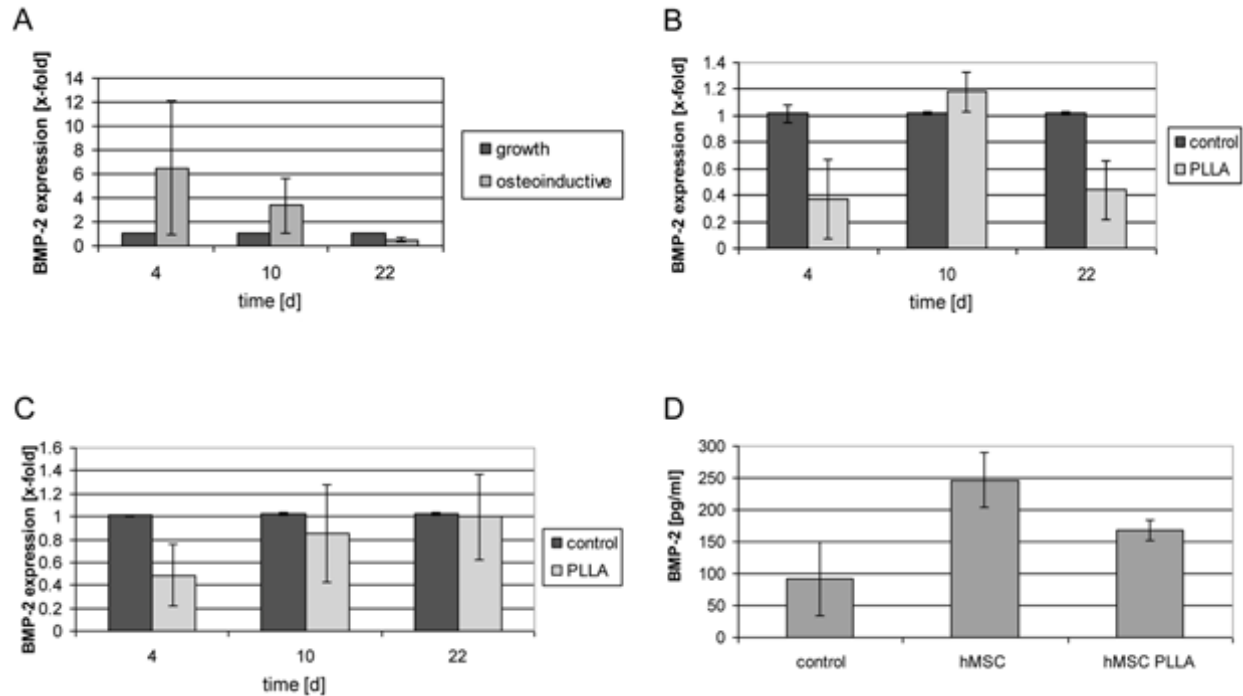 A
BMP-2 expression [x-fold]
14
12
10
8
6
4
2
0
4 10 22
time [d]
growth
osteoinductive
B
BMP-2 expression [x-fold]
1.4
1.2
1
0.8
0.6
0.4
0.2
0
4 10 22
time [d]
control
PLLA
C
BMP-2 expression [x-fold]
1.6
1.4
1.2
1
0.8
0.6
0.4
0.2
0
4 10 22
time [d]
control
PLLA
D
BMP-2 [pg/ml]
300
250
200
150
100
50
0
control hMSC hMSC PLLA